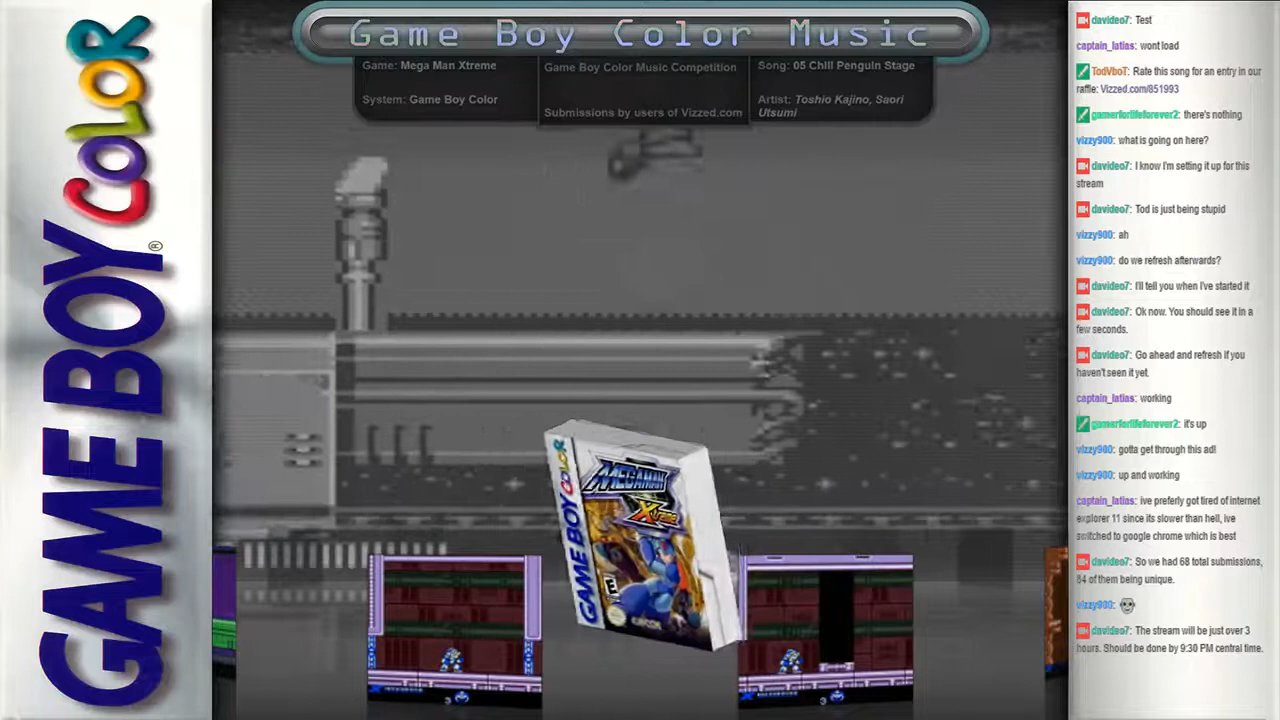 GAME BOY COLOR
®
Game Boy Color Music
Game: Mega Man Xtreme
System: Game Boy Color
Game Boy Color Music Competition
Submissions by users of Vizzed.com
Song: 05 Chill Penguin Stage
Artist: Toshio Kajino, Saori
Utsumi
GAME BOY COLOR
MEGAMAN
Xtreme
E
CAPCOM
3
3
davideo7: Test
captain_latias: wont load
TodVboT: Rate this song for an entry in our
raffle: Vizzed.com/851993
gamerforlifeforever2: there's nothing
vizzy900: what is going on here?
davideo7: I know I'm setting it up for this
stream
davideo7: Tod is just being stupid
vizzy900: ah
vizzy900: do we refresh afterwards?
davideo7: I'll tell you when I've started it
davideo7: Ok now. You should see it in a
few seconds.
davideo7: Go ahead and refresh if you
haven't seen it yet.
captain_latias: working
gamerforlifeforever2: it's up
vizzy900: gotta get through this ad!
vizzy900: up and working
captain_latias: ive preferly got tired of internet
explorer 11 since its slower than hell, ive
switched to google chrome which is best
davideo7: So we had 68 total submissions,
84 of them being unique.
vizzy900:
davideo7: The stream will be just over 3
hours. Should be done by 9:30 PM central time.